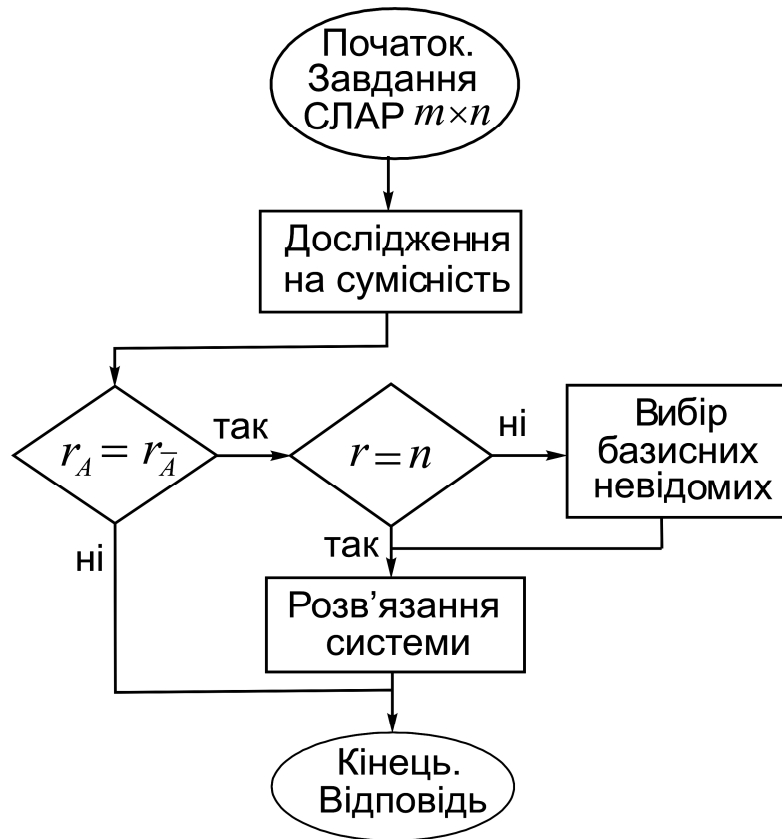 Початок.
Завдання
СЛАР m×n
Дослідження
на сумісність
r_A = r_Ā
так
r = n
ні
Вибір
базисних
невідомих
ні
так
Розв’язання
системи
Кінець.
Відповідь